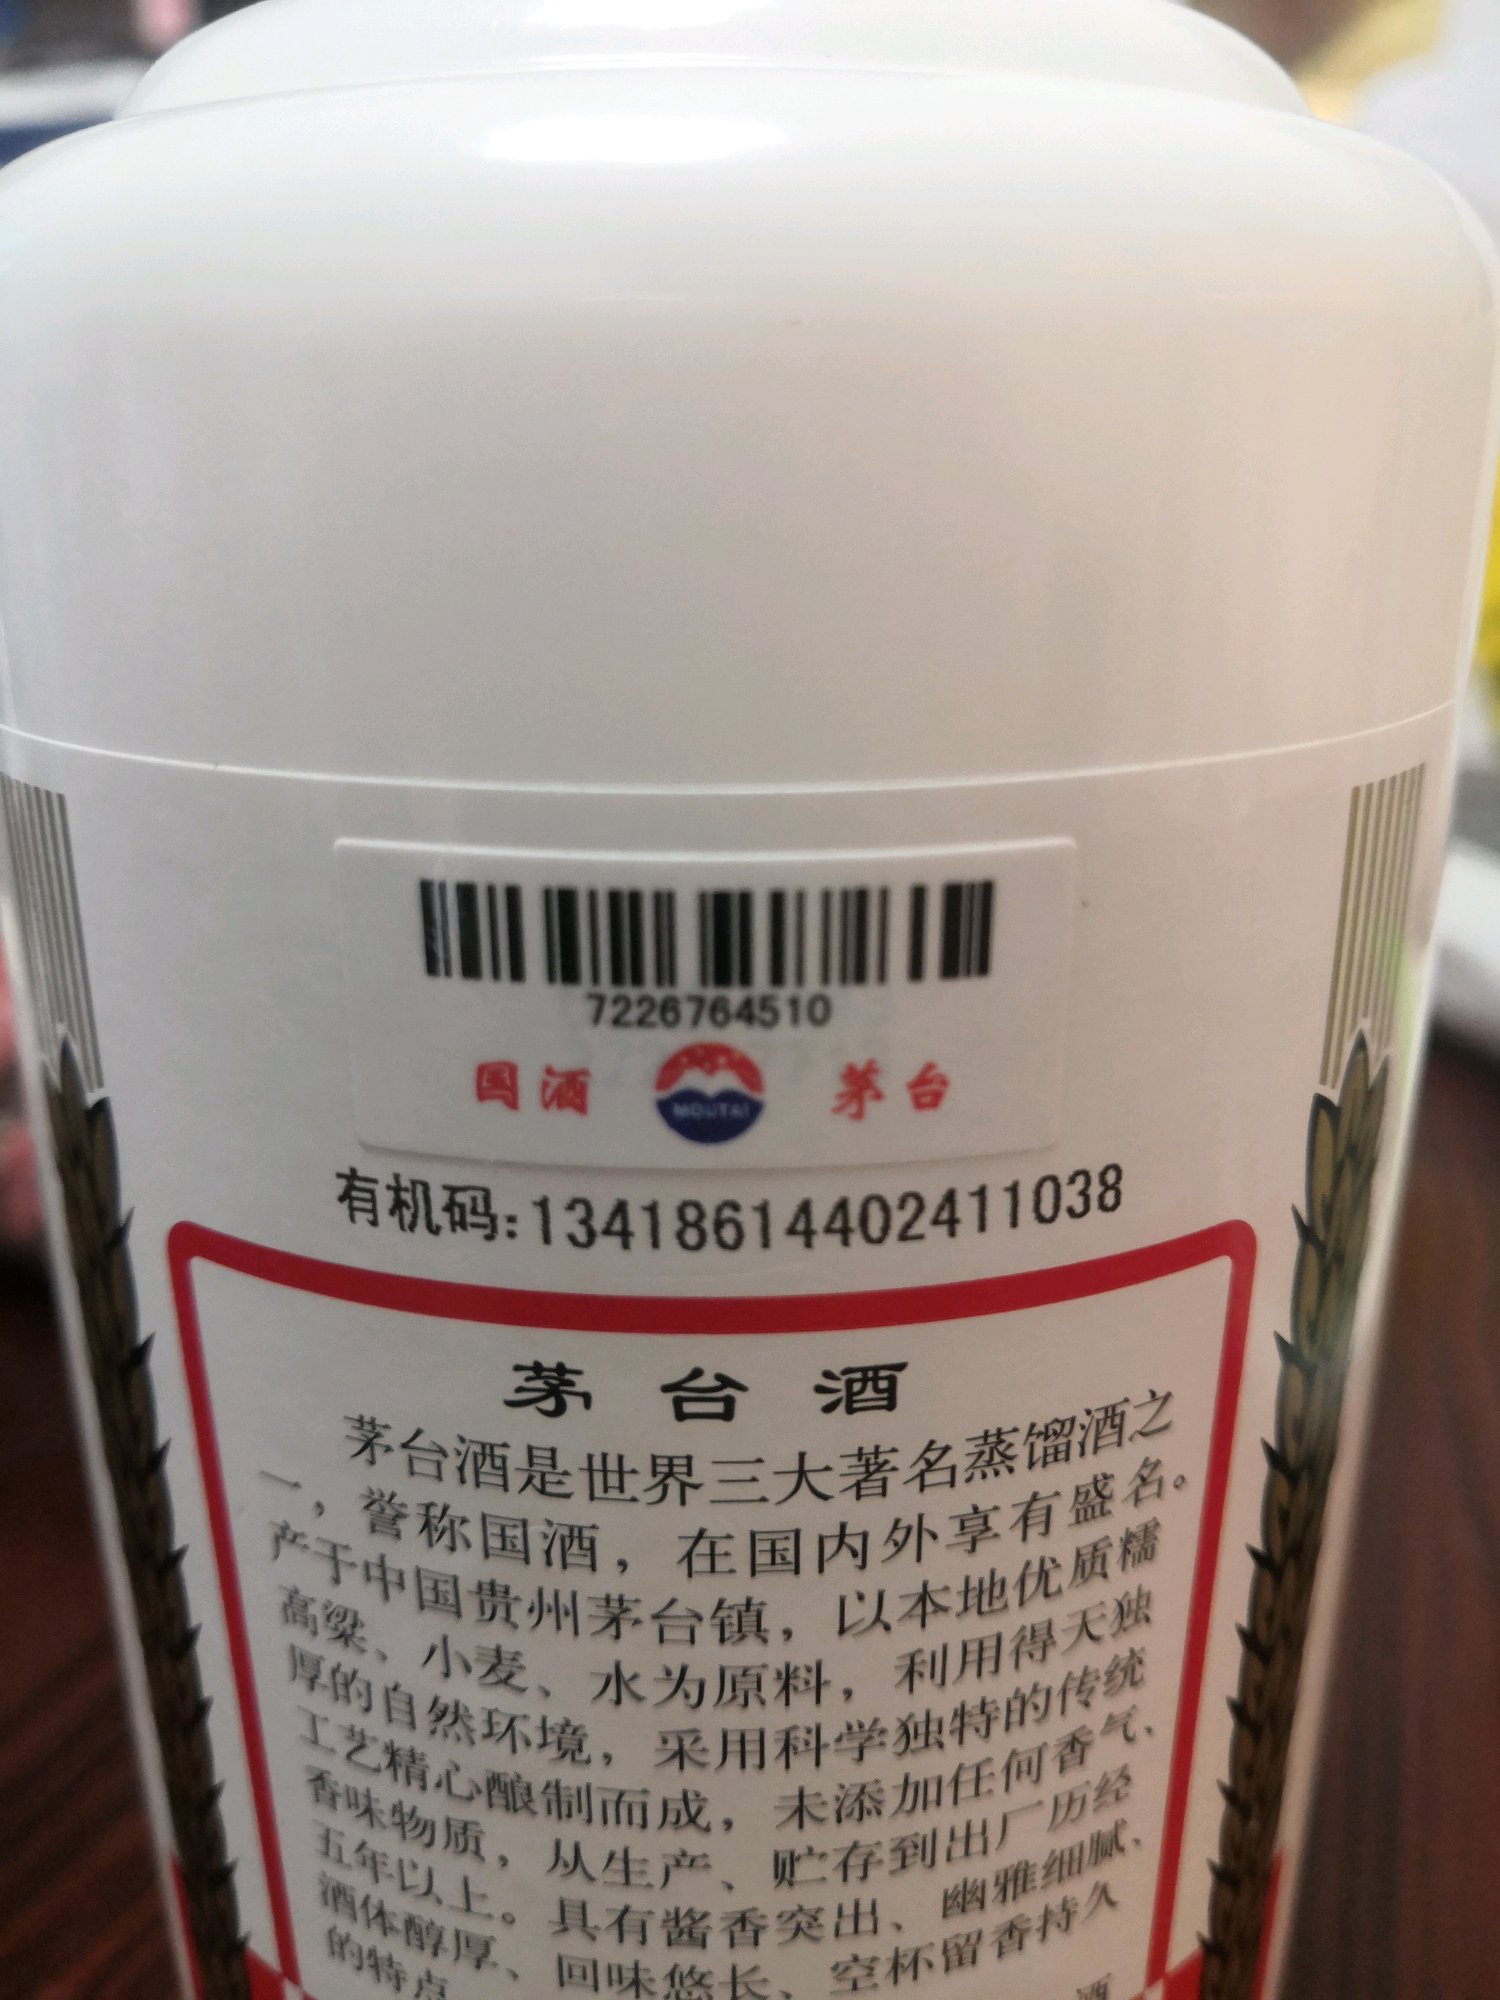 7226764510
国酒 MOUTAI 茅台
有机码:13418614402411038
茅台酒
茅台酒是世界三大著名蒸馏酒之
一，誉称国酒，在国内外享有盛名。
产于中国贵州茅台镇，以本地优质糯
高粱、小麦、水为原料，利用得天独
厚的自然环境，采用科学独特的传统
工艺精心酿制而成，未添加任何香气、
香味物质，从生产、贮存到出厂历经
五年以上。具有酱香突出、幽雅细腻、
酒体醇厚、回味悠长、空杯留香持久
的特点
酒